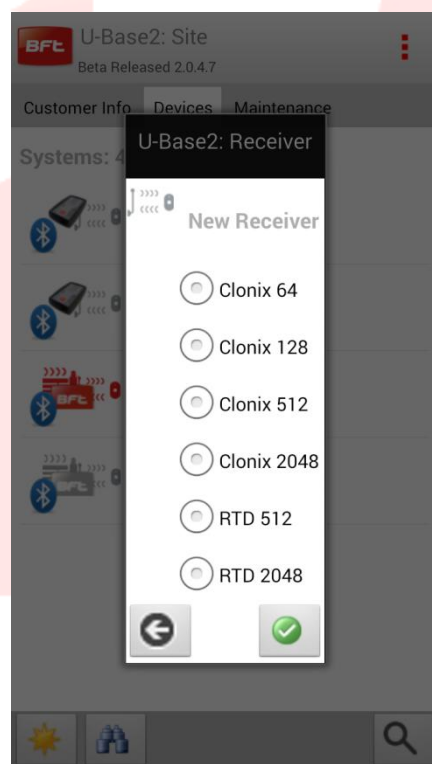 BFt
U-Base2: Site
Beta Released 2.0.4.7
Customer Info Devices Maintenance
Systems: 4
U-Base2: Receiver
New Receiver
Clonix 64
Clonix 128
Clonix 512
Clonix 2048
RTD 512
RTD 2048
BFt
BFt